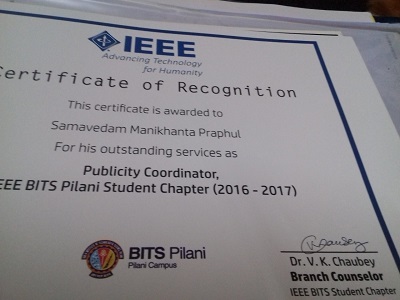 IEEE
Advancing Technology
for Humanity
Certificate of Recognition
This certificate is awarded to
Samavedam Manikhanta Praphul
For his outstanding services as
Publicity Coordinator,
IEEE BITS Pilani Student Chapter (2016 - 2017)
BITS Pilani
Pilani Campus
Dr. V. K. Chaubey
Branch Counselor
IEEE BITS Student Chapter